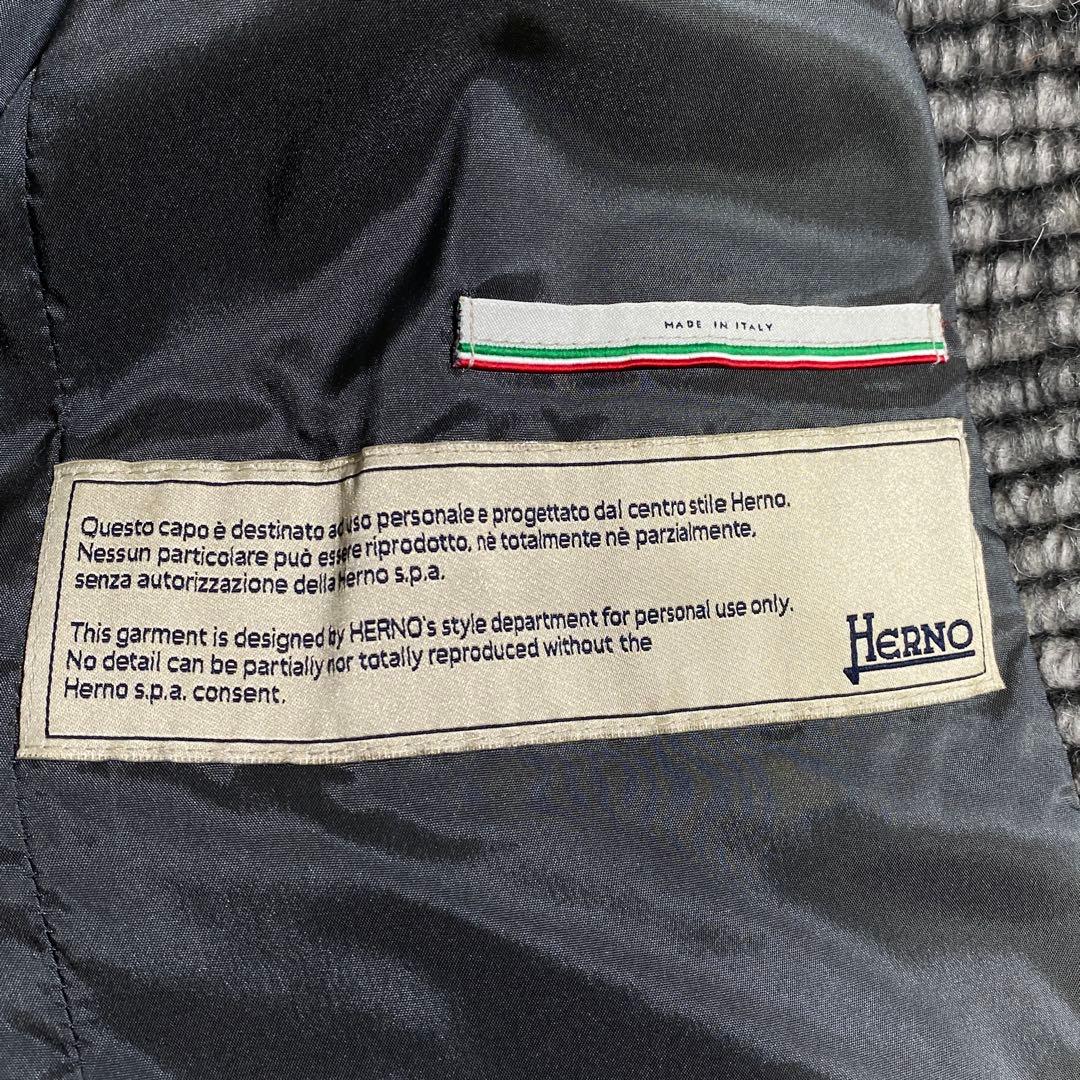 MADE IN ITALY
Questo capo è destinato ad uso personale e progettato dal centro stile Herno.
Nessun particolare può essere riprodotto, nè totalmente nè parzialmente,
senza autorizzazione della Herno s.p.a.
This garment is designed by HERNO's style department for personal use only.
No detail can be partially nor totally reproduced without the
Herno s.p.a. consent.
HERNO